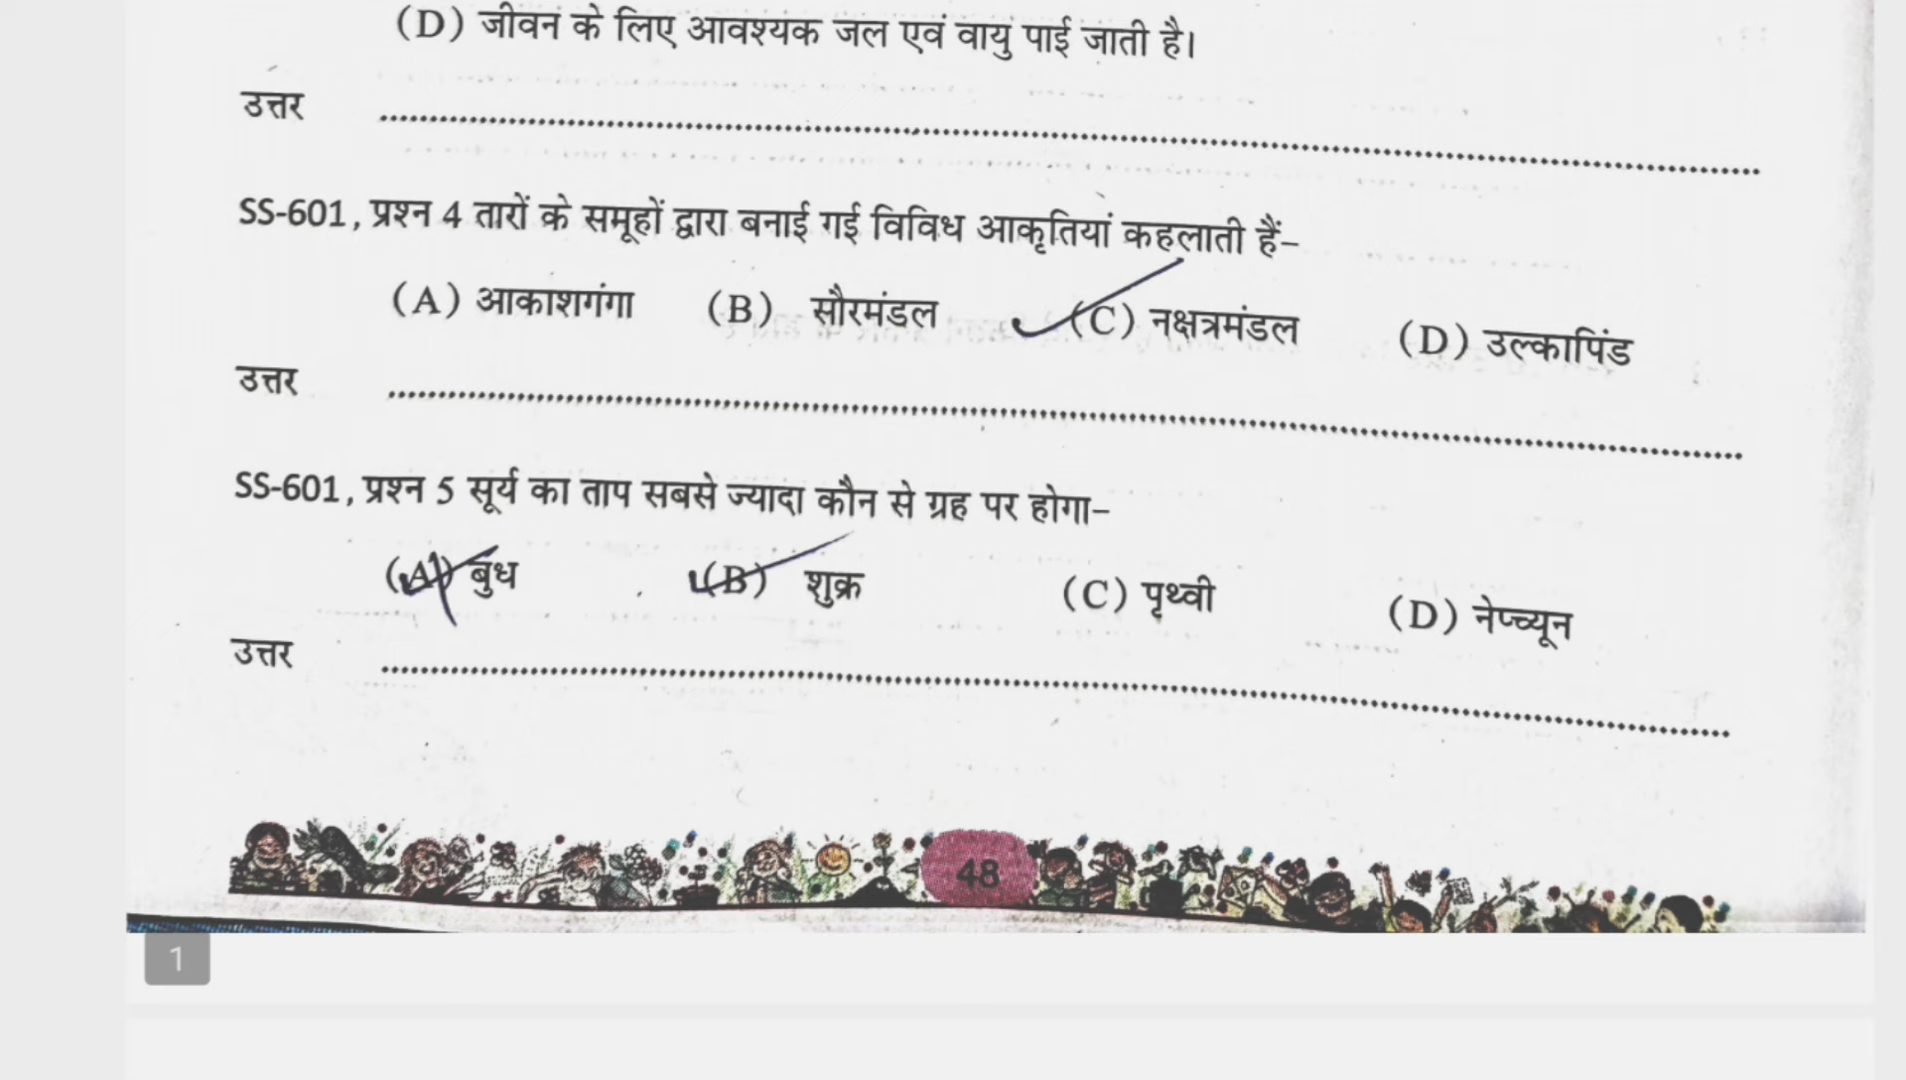 (D) जीवन के लिए आवश्यक जल एवं वायु पाई जाती है।
उत्तर
SS-601, प्रश्न 4 तारों के समूहों द्वारा बनाई गई विविध आकृतियां कहलाती हैं–
(A) आकाशगंगा (B) सौरमंडल (C) नक्षत्रमंडल (D) उल्कापिंड
उत्तर
SS-601, प्रश्न 5 सूर्य का ताप सबसे ज्यादा कौन से ग्रह पर होगा–
(A) बुध (B) शुक्र (C) पृथ्वी (D) नेप्च्यून
उत्तर
48
1